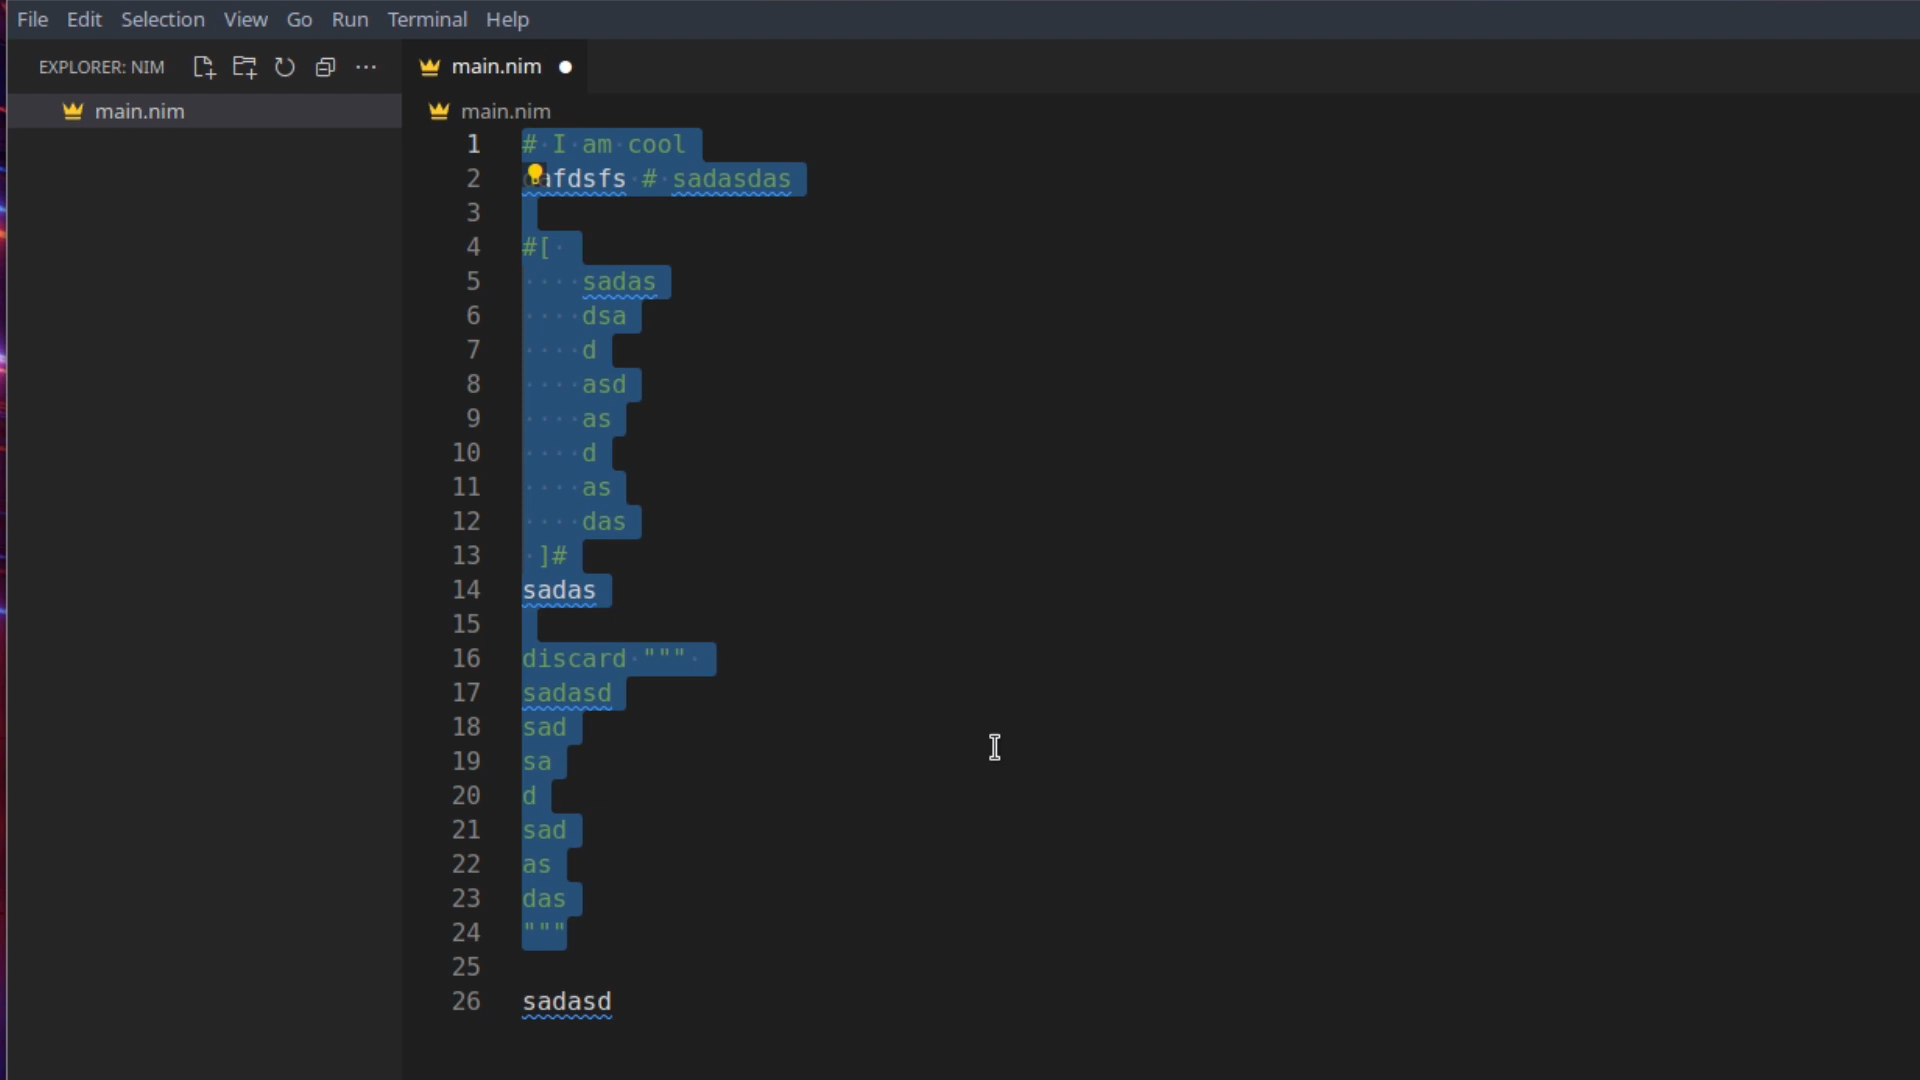 File Edit Selection View Go Run Terminal Help
EXPLORER: NIM
main.nim
main.nim
main.nim
1 # I am cool
2 afdsfs # sadasdas
3
4 #[
5 sadas
6 dsa
7 d
8 asd
9 as
10 d
11 as
12 das
13 ]#
14 sadas
15
16 discard """
17 sadasd
18 sad
19 sa
20 d
21 sad
22 as
23 das
24 """
25
26 sadasd